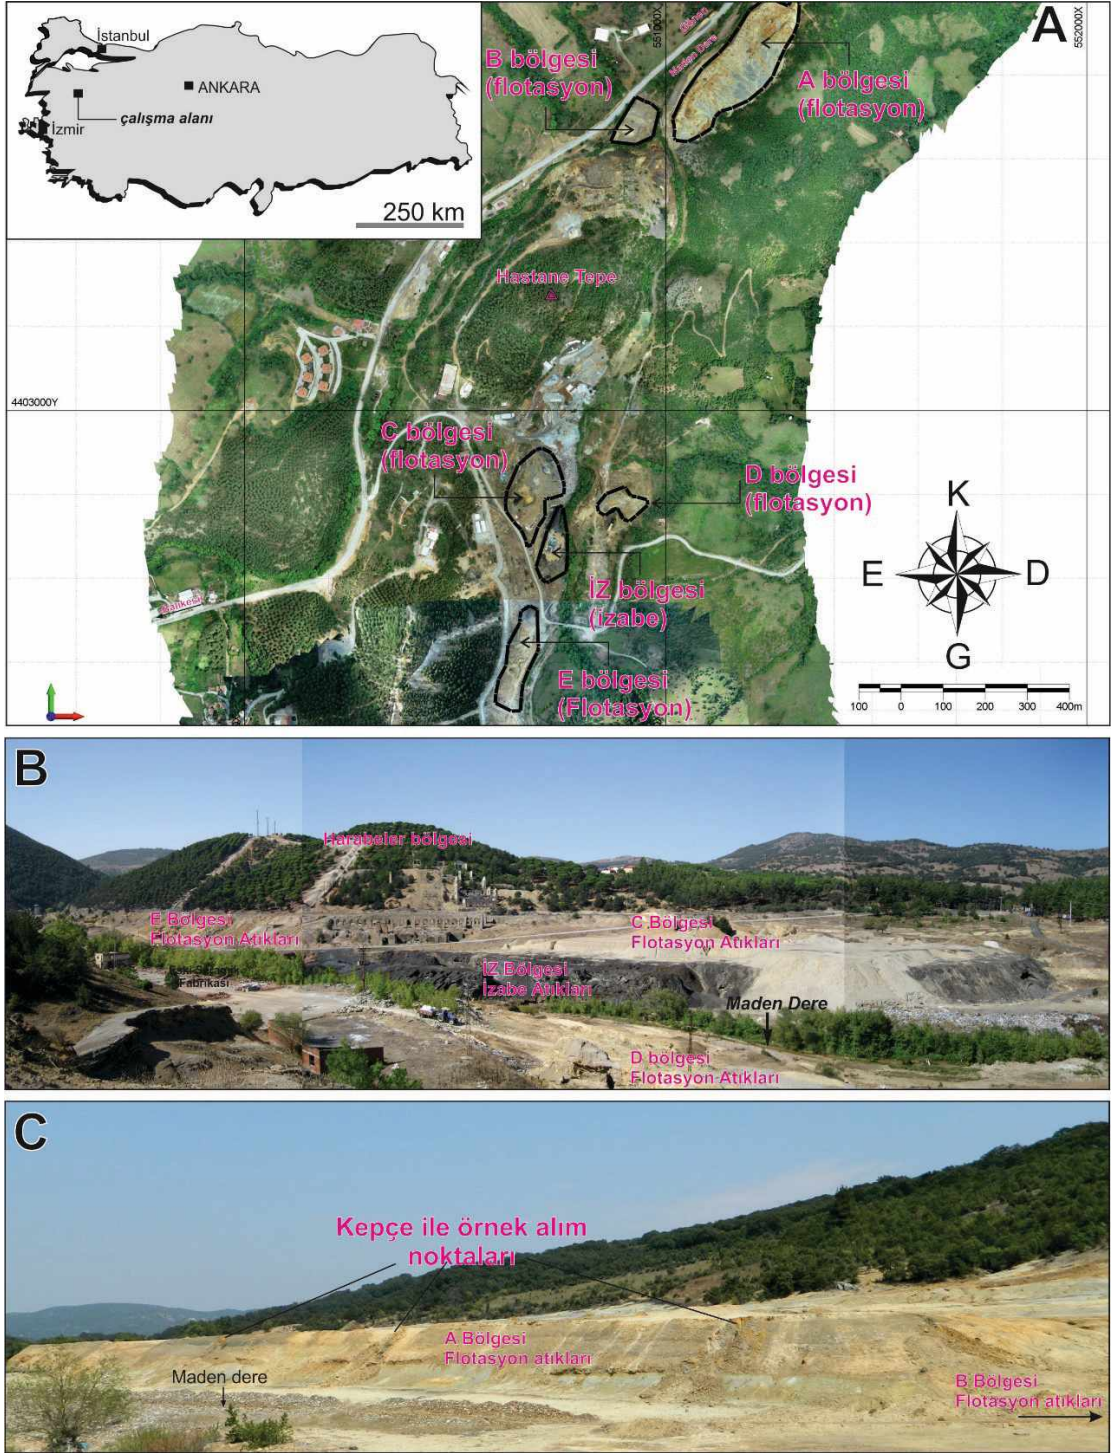 A
İstanbul
ANKARA
çalışma alanı
İzmir
250 km
551000X
552000X
Gönen
Maden Dere
B bölgesi
(flotasyon)
A bölgesi
(flotasyon)
Hastane Tepe
4403000Y
C bölgesi
(flotasyon)
D bölgesi
(flotasyon)
İZ bölgesi
(izabe)
E bölgesi
(Flotasyon)
Balıkesir
K
E
D
G
100 0 100 200 300 400m
B
Harabeler bölgesi
E Bölgesi
Flotasyon Atıkları
C Bölgesi
Flotasyon Atıkları
İZ Bölgesi
İzabe Atıkları
Fabrikası
Maden Dere
D bölgesi
Flotasyon Atıkları
C
Kepçe ile örnek alım
noktaları
A Bölgesi
Flotasyon atıkları
Maden dere
B Bölgesi
Flotasyon atıkları